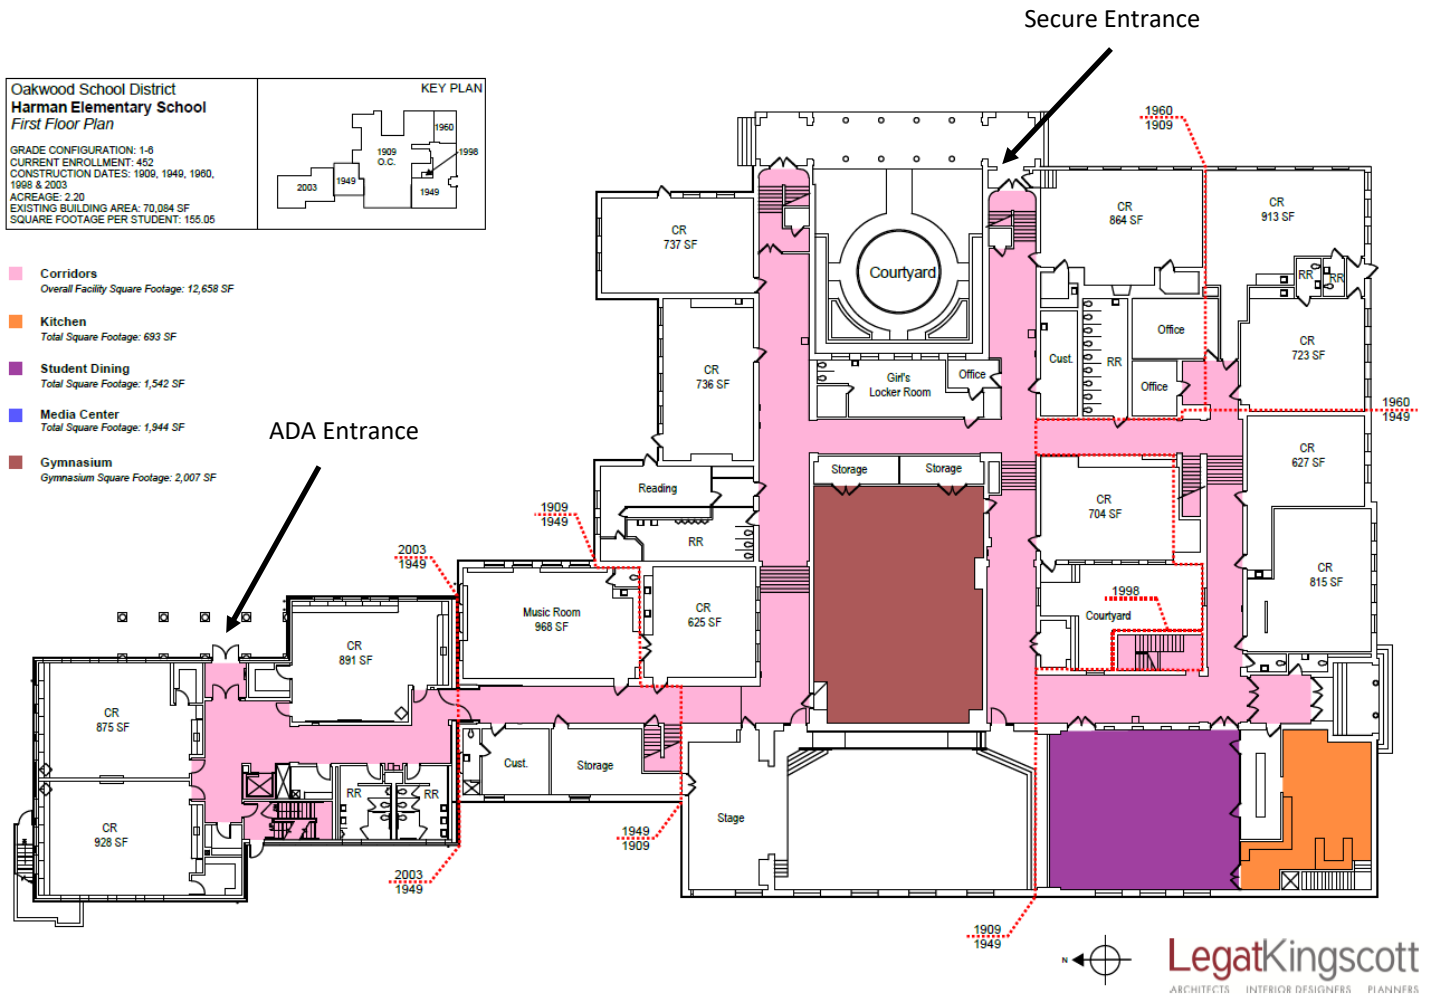 Secure Entrance
Oakwood School District
Harman Elementary School
First Floor Plan
GRADE CONFIGURATION: 1-6
CURRENT ENROLLMENT: 452
CONSTRUCTION DATES: 1909, 1949, 1960,
1998 & 2003
ACREAGE: 2.20
EXISTING BUILDING AREA: 70,084 SF
SQUARE FOOTAGE PER STUDENT: 155.05
KEY PLAN
1960
1909
O.C.
1998
1949
2003
1949
Corridors
Overall Facility Square Footage: 12,658 SF
Kitchen
Total Square Footage: 693 SF
Student Dining
Total Square Footage: 1,542 SF
Media Center
Total Square Footage: 1,944 SF
Gymnasium
Gymnasium Square Footage: 2,007 SF
ADA Entrance
1960
1909
CR
737 SF
Courtyard
CR
864 SF
CR
913 SF
RR
RR
CR
736 SF
Girl's
Locker Room
Office
Cust.
RR
Office
Office
CR
723 SF
1960
1949
Reading
RR
Storage
Storage
CR
704 SF
CR
627 SF
1909
1949
2003
1949
Music Room
968 SF
CR
625 SF
1998
Courtyard
CR
815 SF
CR
891 SF
CR
875 SF
CR
928 SF
RR
RR
Cust.
Storage
Stage
1949
1909
2003
1949
1909
1949
N
LegatKingscott
ARCHITECTS INTERIOR DESIGNERS PLANNERS